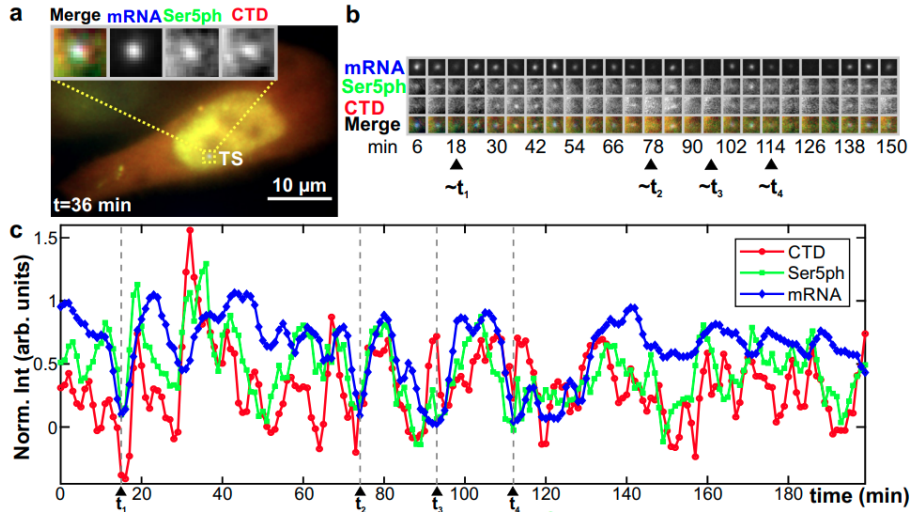 a
Merge mRNA Ser5ph CTD
TS
10 µm
t=36 min
b
mRNA
Ser5ph
CTD
Merge
min 6 18 30 42 54 66 78 90 102 114 126 138 150
~t1 ~t2 ~t3 ~t4
c
Norm. Int (arb. units)
1.5
1
0.5
0
CTD
Ser5ph
mRNA
0 20 40 60 80 100 120 140 160 180 time (min)
t1 t2 t3 t4